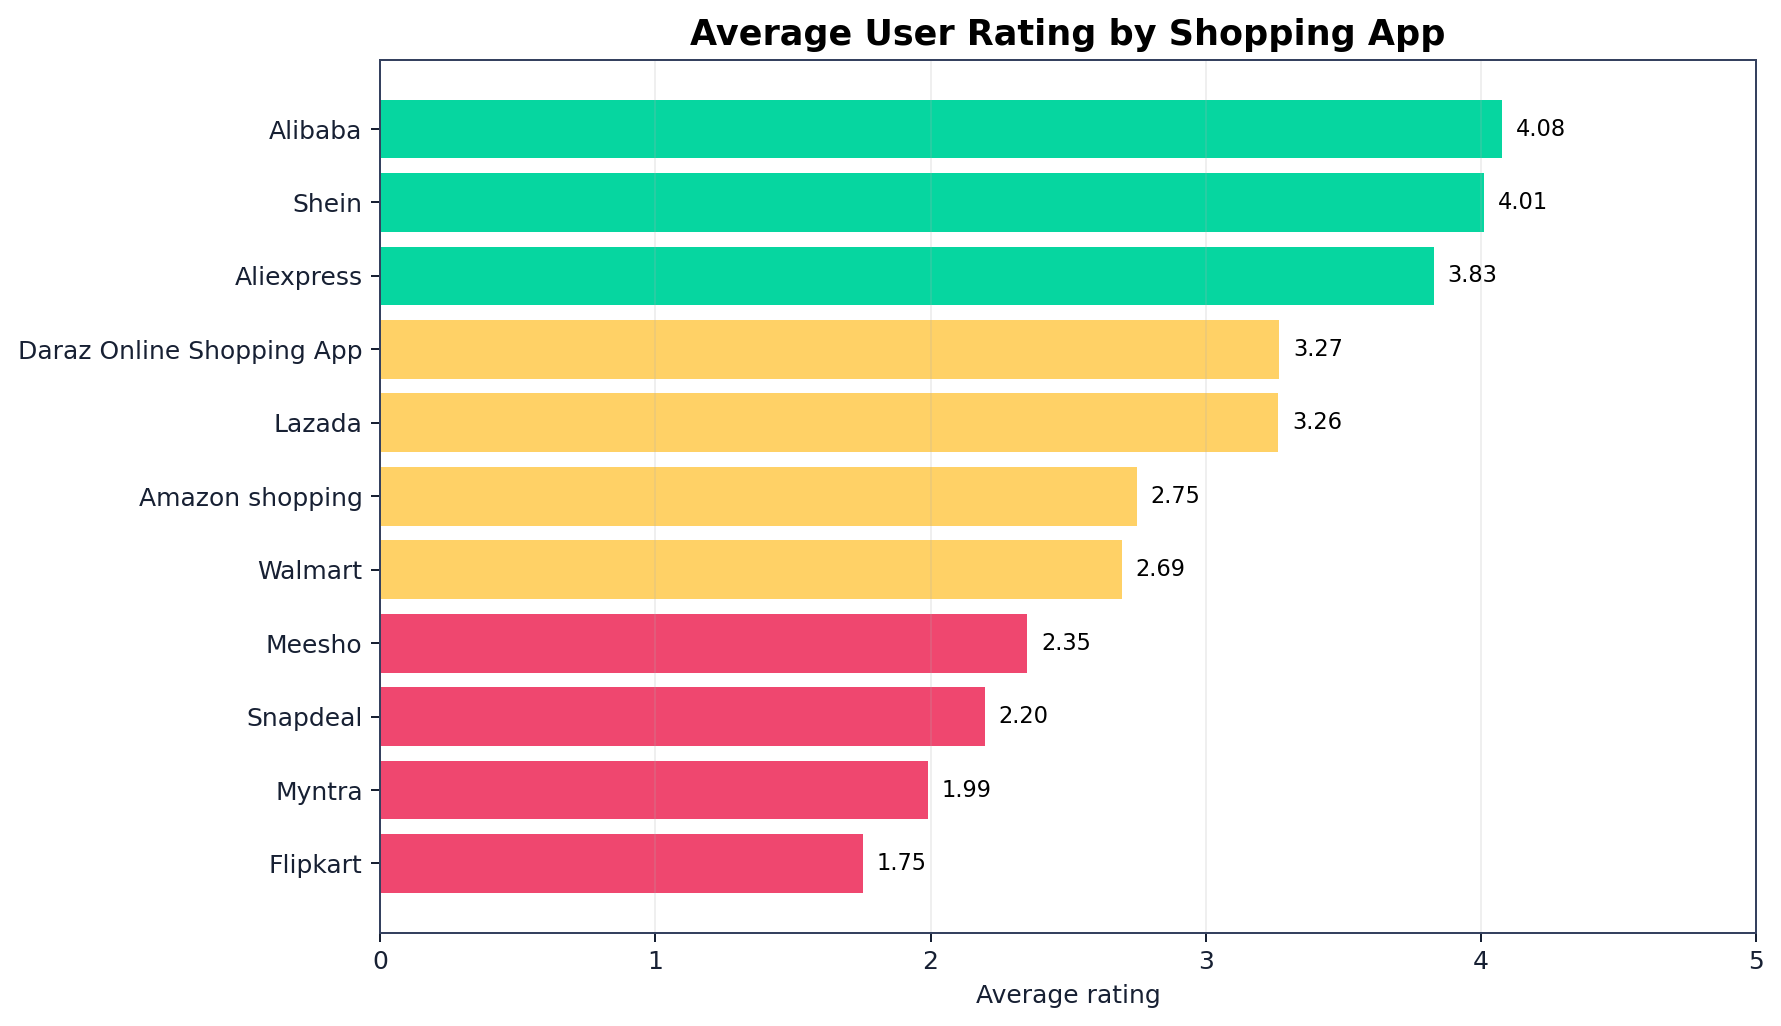 Average User Rating by Shopping App
Alibaba 4.08
Shein 4.01
Aliexpress 3.83
Daraz Online Shopping App 3.27
Lazada 3.26
Amazon shopping 2.75
Walmart 2.69
Meesho 2.35
Snapdeal 2.20
Myntra 1.99
Flipkart 1.75
0 1 2 3 4 5
Average rating